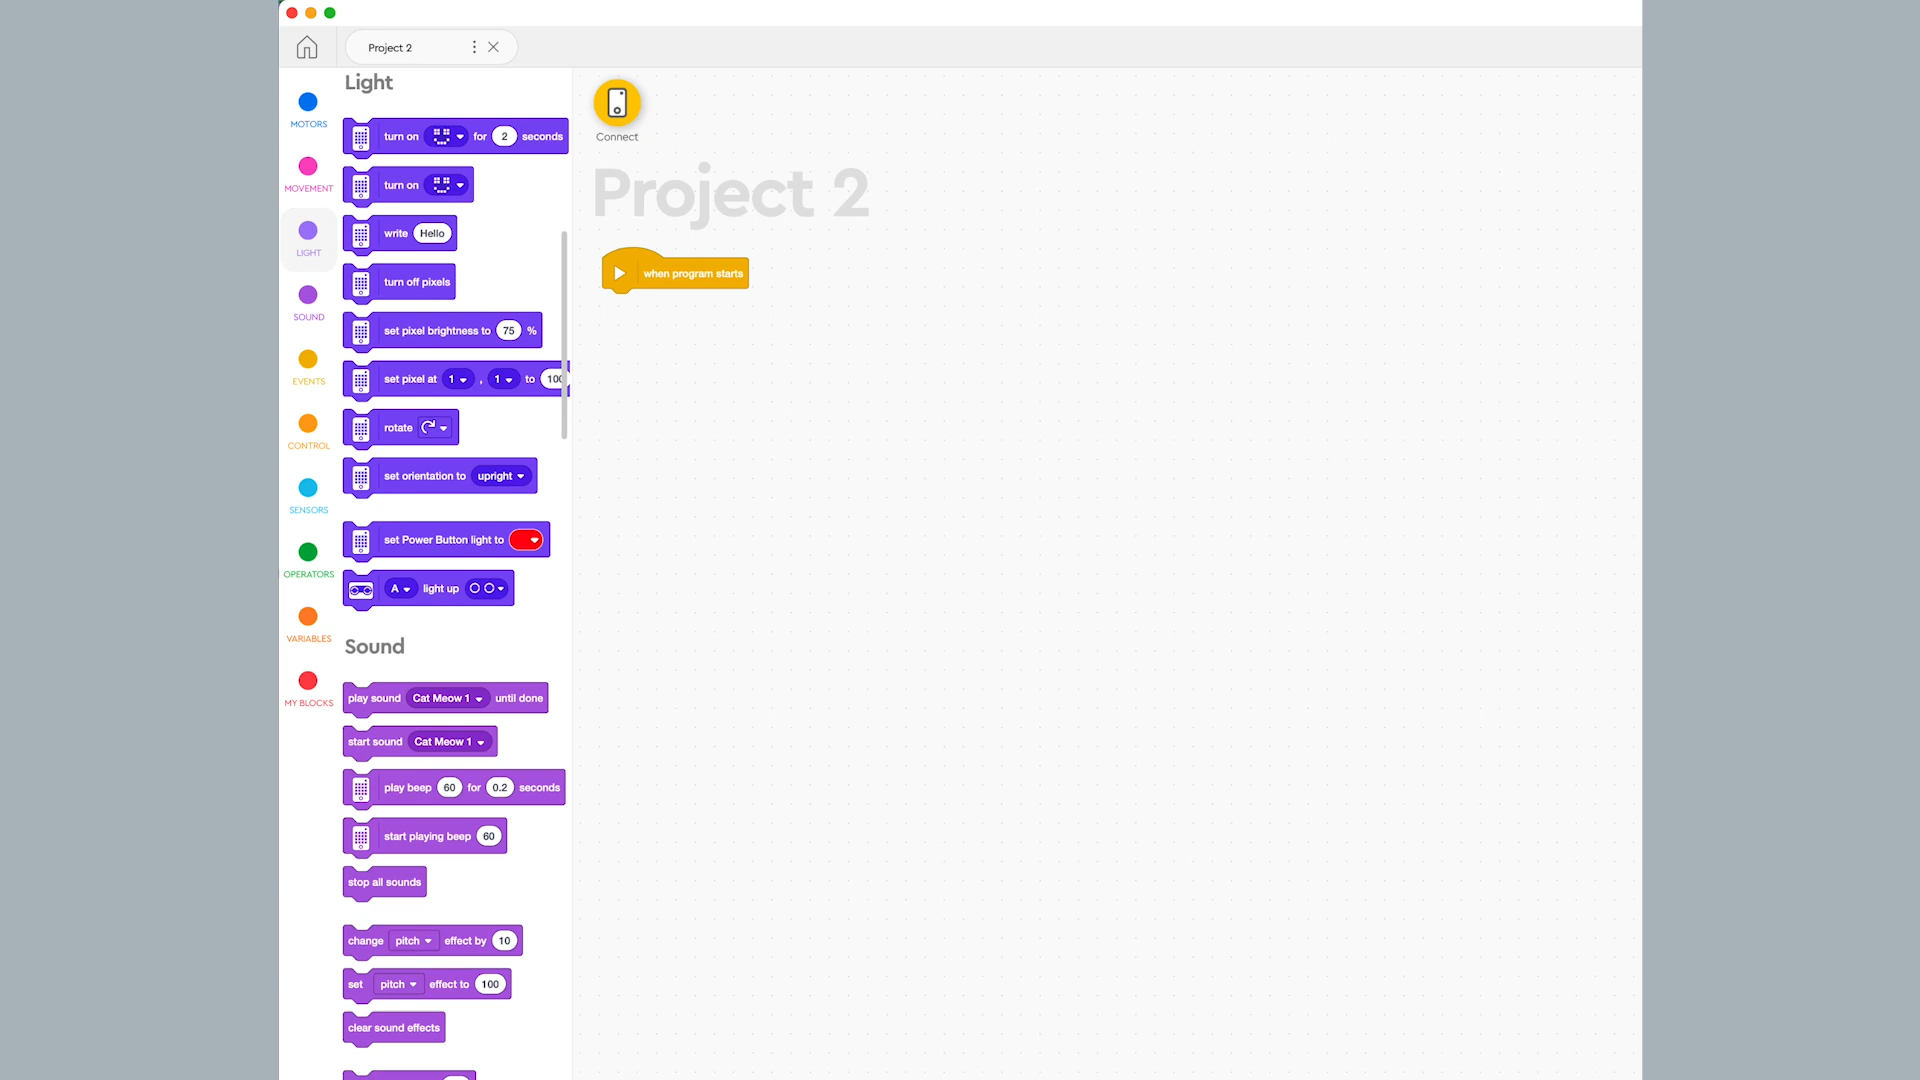 Project 2
Light
MOTORS
MOVEMENT
LIGHT
SOUND
EVENTS
CONTROL
SENSORS
OPERATORS
VARIABLES
MY BLOCKS
turn on for 2 seconds
turn on
write Hello
turn off pixels
set pixel brightness to 75 %
set pixel at 1 , 1 to 100
rotate
set orientation to upright
set Power Button light to
A light up
Sound
play sound Cat Meow 1 until done
start sound Cat Meow 1
play beep 60 for 0.2 seconds
start playing beep 60
stop all sounds
change pitch effect by 10
set pitch effect to 100
clear sound effects
Connect
Project 2
when program starts